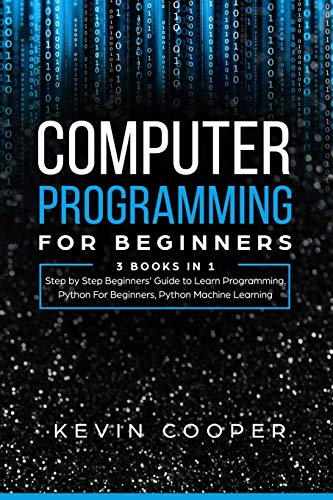 COMPUTER
PROGRAMMING
FOR BEGINNERS
3 BOOKS IN 1
Step by Step Beginners' Guide to Learn Programming,
Python For Beginners, Python Machine Learning
KEVIN COOPER